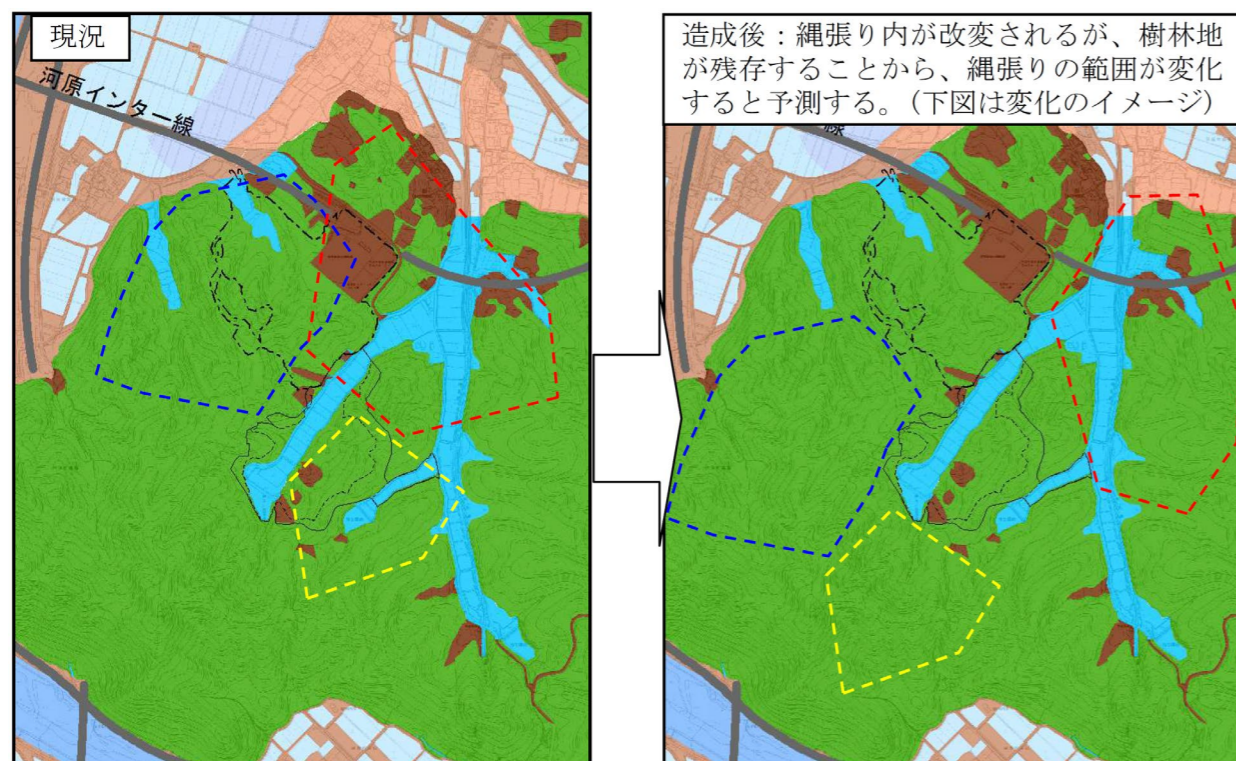 現況
河原インター線
造成後：縄張り内が改変されるが、樹林地
が残存することから、縄張りの範囲が変化
すると予測する。（下図は変化のイメージ）
線